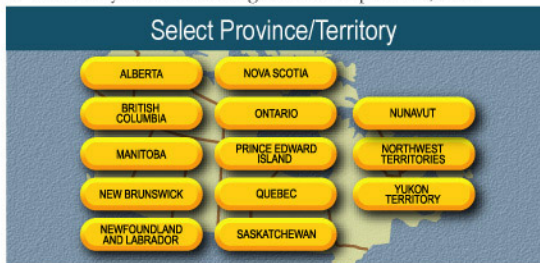 Select Province/Territory
ALBERTA
BRITISH
COLUMBIA
MANITOBA
NEW BRUNSWICK
NEWFOUNDLAND
AND LABRADOR
NOVA SCOTIA
ONTARIO
PRINCE EDWARD
ISLAND
QUEBEC
SASKATCHEWAN
NUNAVUT
NORTHWEST
TERRITORIES
YUKON
TERRITORY